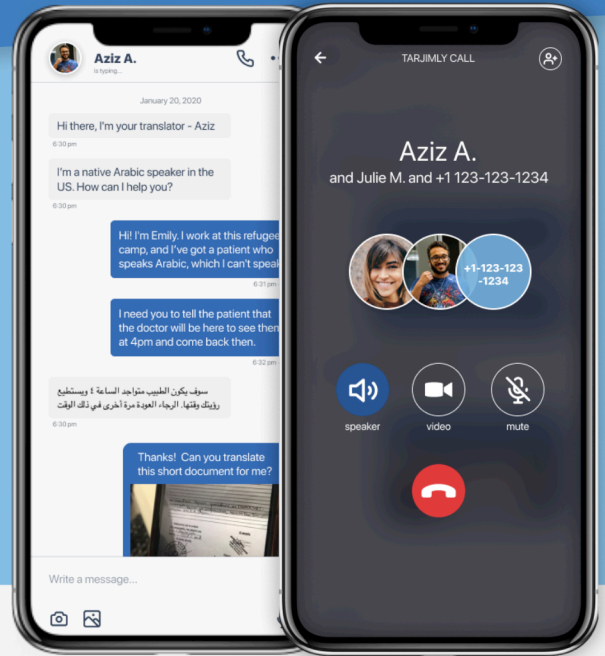 Aziz A.
is typing...
January 20, 2020
Hi there, I'm your translator - Aziz
6:30 pm
I'm a native Arabic speaker in the
US. How can I help you?
6:30 pm
Hi! I'm Emily. I work at this refugee
camp, and I've got a patient who
speaks Arabic, which I can't speak
6:31 pm
I need you to tell the patient that
the doctor will be here to see them
at 4pm and come back then.
6:32 pm
سوف يكون الطبيب متواجد الساعة ٤ ويستطيع
رؤيتك وقتها. الرجاء العودة مرة أخرى في ذلك الوقت
6:30 pm
Thanks! Can you translate
this short document for me?
Write a message...
TARJIMLY CALL
Aziz A.
and Julie M. and +1 123-123-1234
+1-123-123
-1234
speaker
video
mute